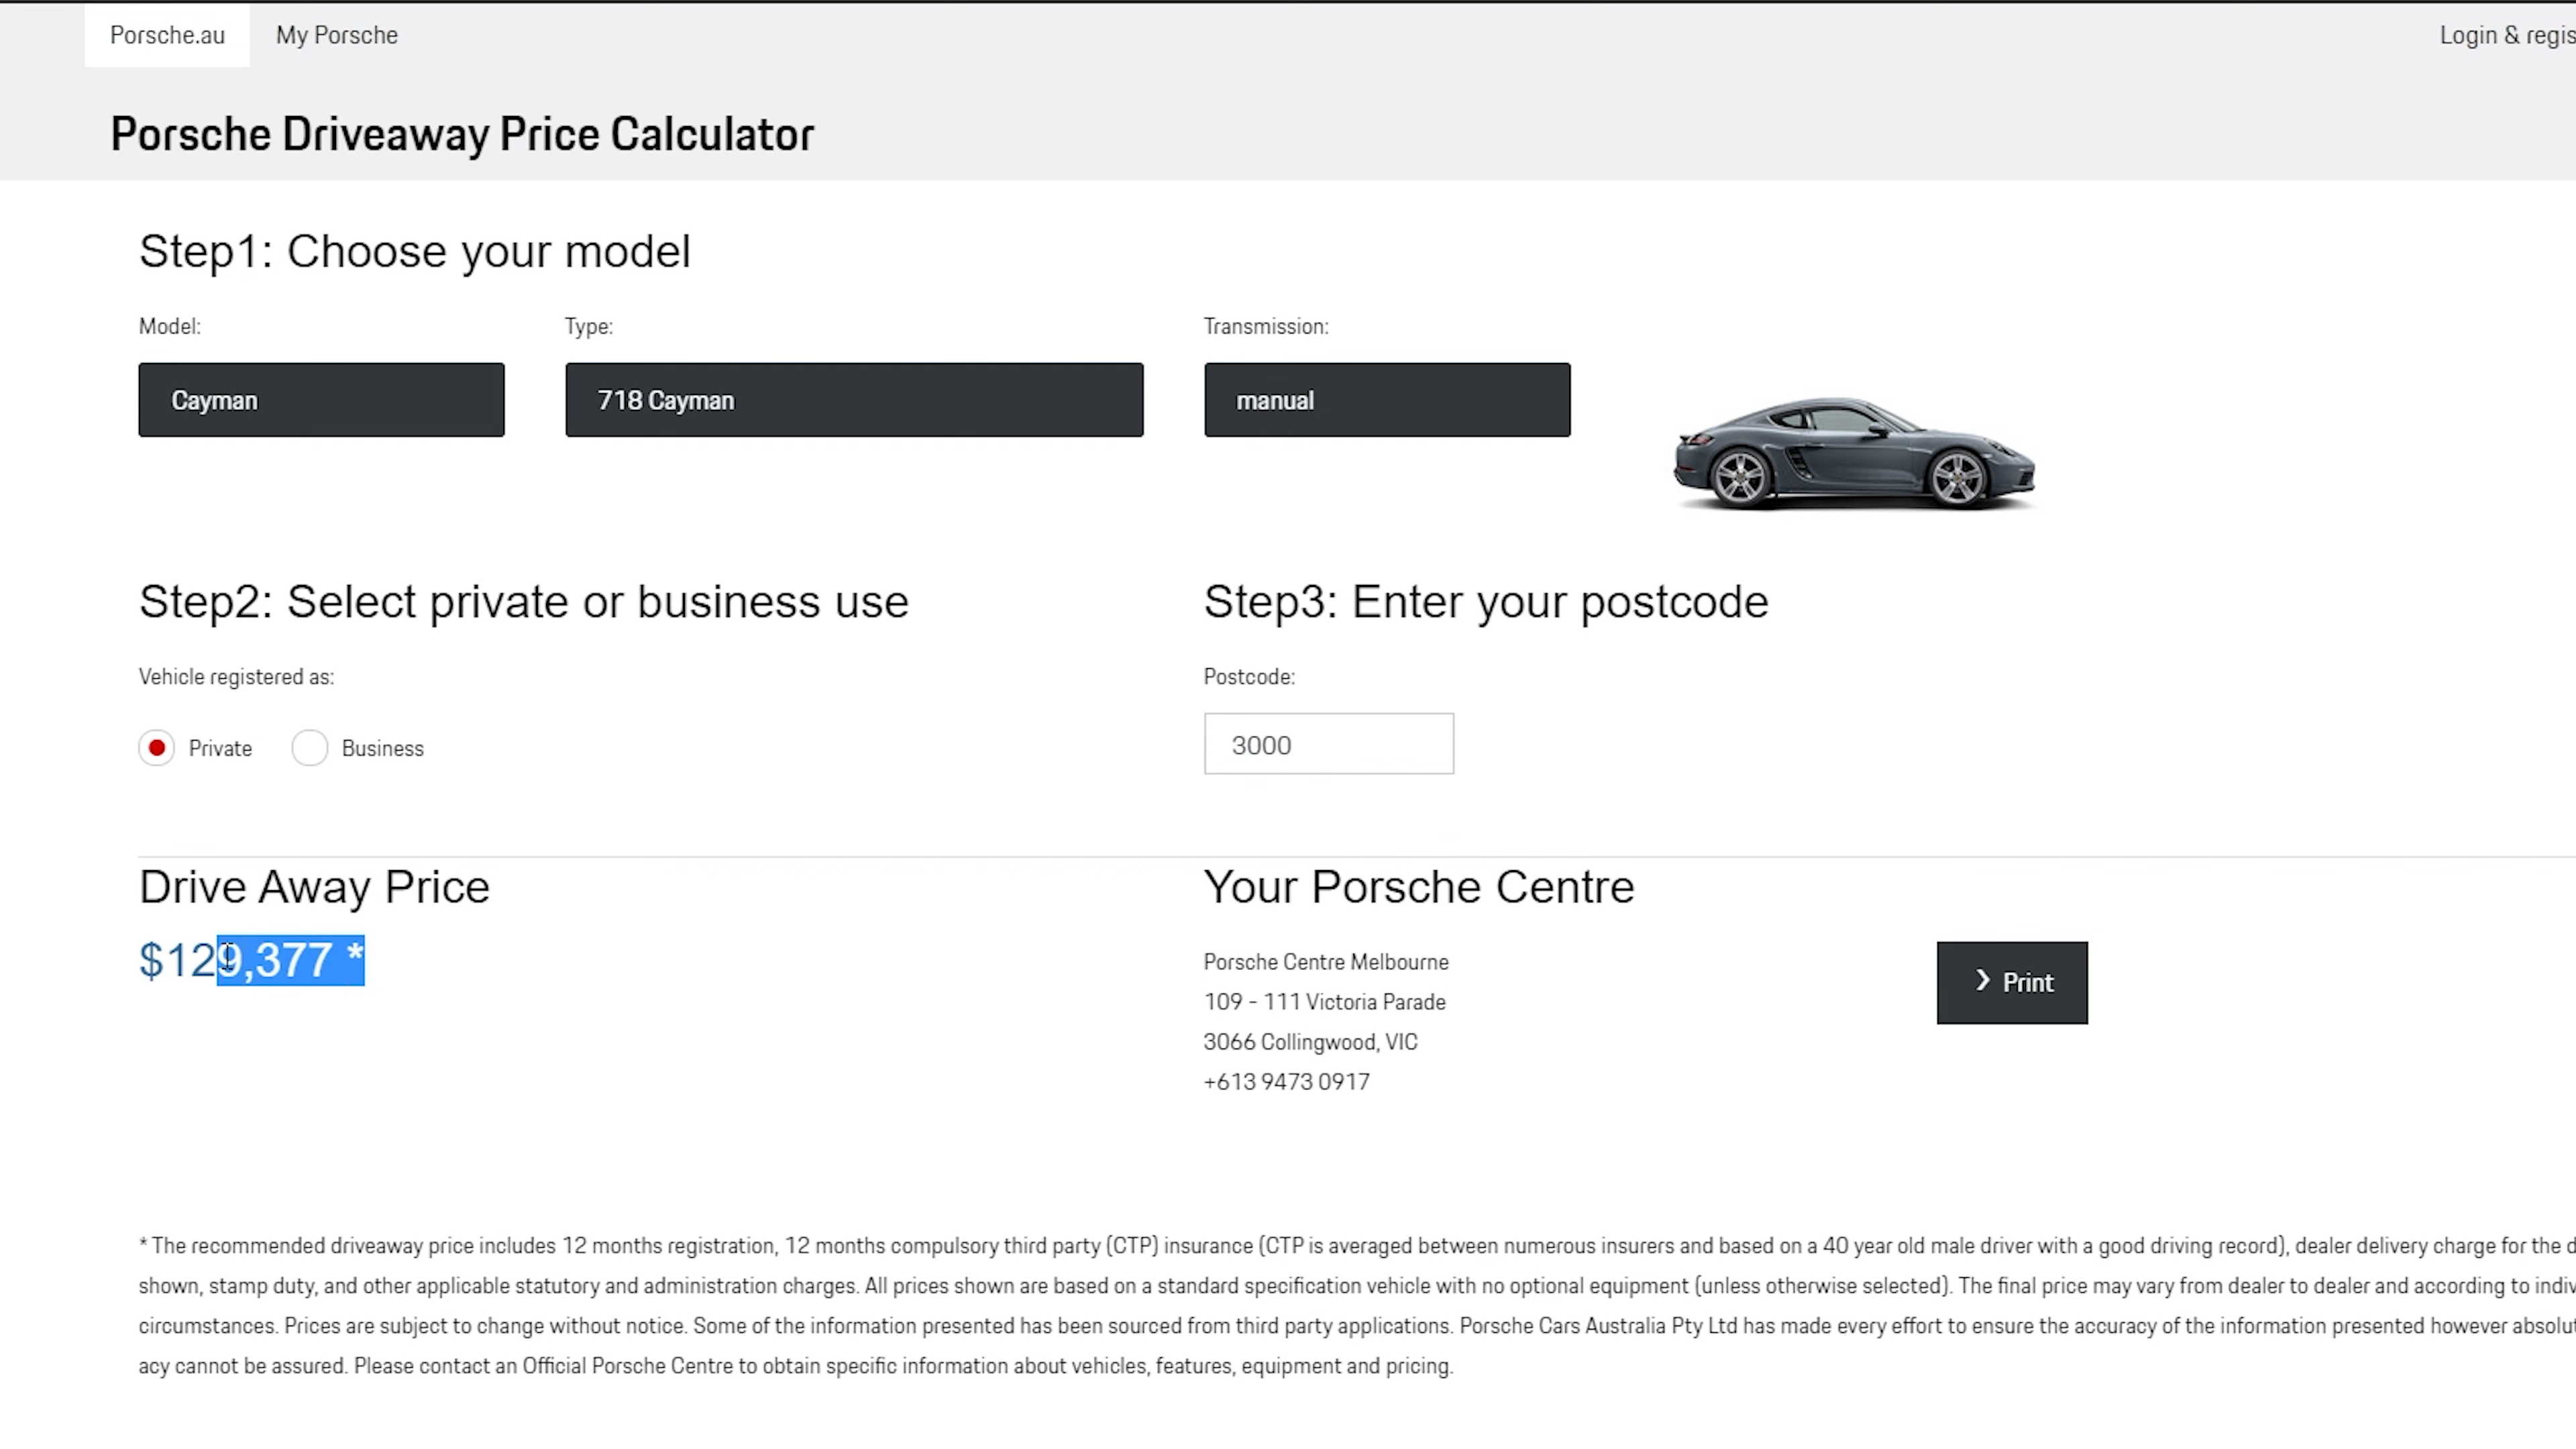 Porsche.au My Porsche Login & regis
Porsche Driveaway Price Calculator
Step1: Choose your model
Model: Type: Transmission:
Cayman 718 Cayman manual
Step2: Select private or business use Step3: Enter your postcode
Vehicle registered as: Postcode:
Private Business 3000
Drive Away Price Your Porsche Centre
$129,377 *
Porsche Centre Melbourne
109 - 111 Victoria Parade
3066 Collingwood, VIC
+613 9473 0917
Print
* The recommended driveaway price includes 12 months registration, 12 months compulsory third party (CTP) insurance (CTP is averaged between numerous insurers and based on a 40 year old male driver with a good driving record), dealer delivery charge for the d
shown, stamp duty, and other applicable statutory and administration charges. All prices shown are based on a standard specification vehicle with no optional equipment (unless otherwise selected). The final price may vary from dealer to dealer and according to indiv
circumstances. Prices are subject to change without notice. Some of the information presented has been sourced from third party applications. Porsche Cars Australia Pty Ltd has made every effort to ensure the accuracy of the information presented however absolut
acy cannot be assured. Please contact an Official Porsche Centre to obtain specific information about vehicles, features, equipment and pricing.